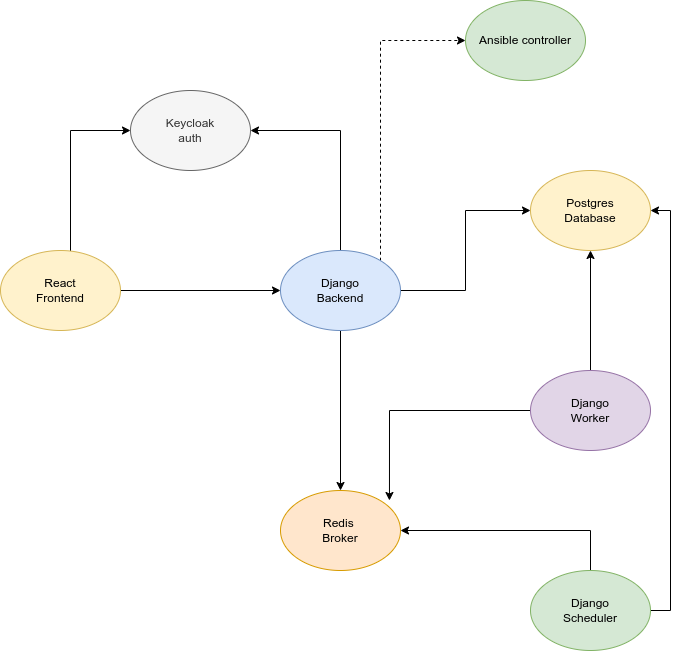 Ansible controller
Keycloak
auth
Postgres
Database
React
Frontend
Django
Backend
Django
Worker
Redis
Broker
Django
Scheduler